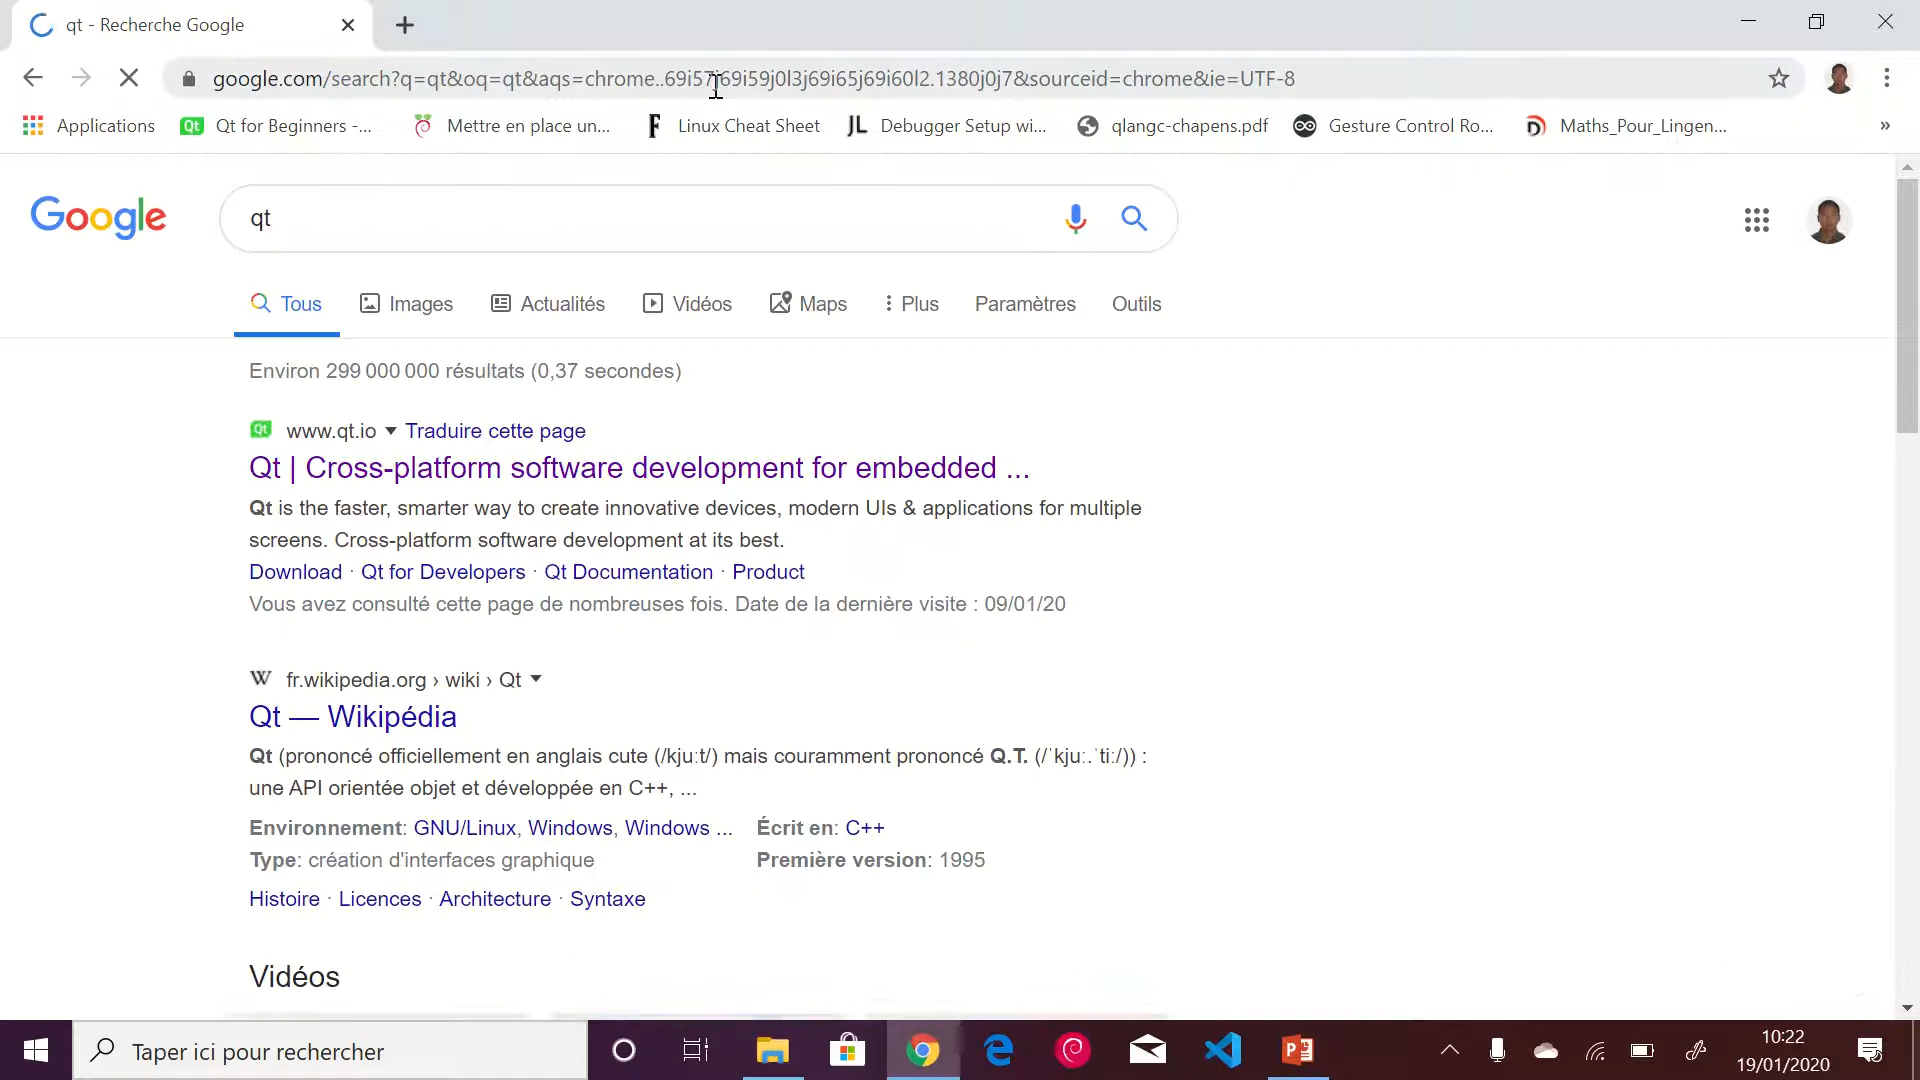 qt - Recherche Google
google.com/search?q=qt&oq=qt&aqs=chrome..69i57j69i59j0l3j69i65j69i60l2.1380j0j7&sourceid=chrome&ie=UTF-8
Applications Qt for Beginners -... Mettre en place un... Linux Cheat Sheet Debugger Setup wi... qlangc-chapens.pdf Gesture Control Ro... Maths_Pour_Lingen... »
Google qt
Tous Images Actualités Vidéos Maps Plus Paramètres Outils
Environ 299 000 000 résultats (0,37 secondes)
www.qt.io Traduire cette page
Qt | Cross-platform software development for embedded ...
Qt is the faster, smarter way to create innovative devices, modern UIs & applications for multiple
screens. Cross-platform software development at its best.
Download · Qt for Developers · Qt Documentation · Product
Vous avez consulté cette page de nombreuses fois. Date de la dernière visite : 09/01/20
fr.wikipedia.org › wiki › Qt
Qt — Wikipédia
Qt (prononcé officiellement en anglais cute (/kjuːt/) mais couramment prononcé Q.T. (/ˈkjuː.ˈtiː/)) :
une API orientée objet et développée en C++, ...
Environnement: GNU/Linux, Windows, Windows ... Écrit en: C++
Type: création d'interfaces graphique Première version: 1995
Histoire · Licences · Architecture · Syntaxe
Vidéos
Taper ici pour rechercher
10:22
19/01/2020